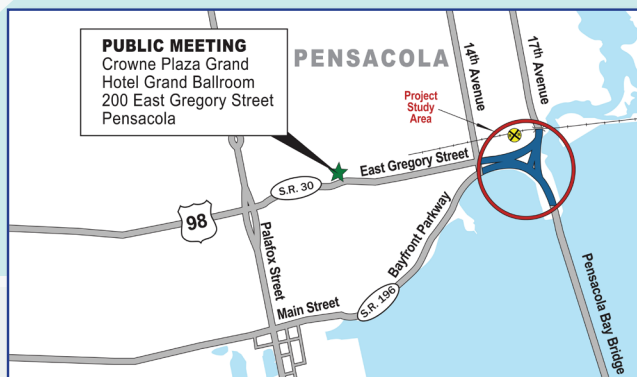 PUBLIC MEETING
Crowne Plaza Grand
Hotel Grand Ballroom
200 East Gregory Street
Pensacola
PENSACOLA
14th Avenue
17th Avenue
Project
Study
Area
East Gregory Street
S.R. 30
98
Palafox Street
Bayfront Parkway
S.R. 196
Main Street
Pensacola Bay Bridge